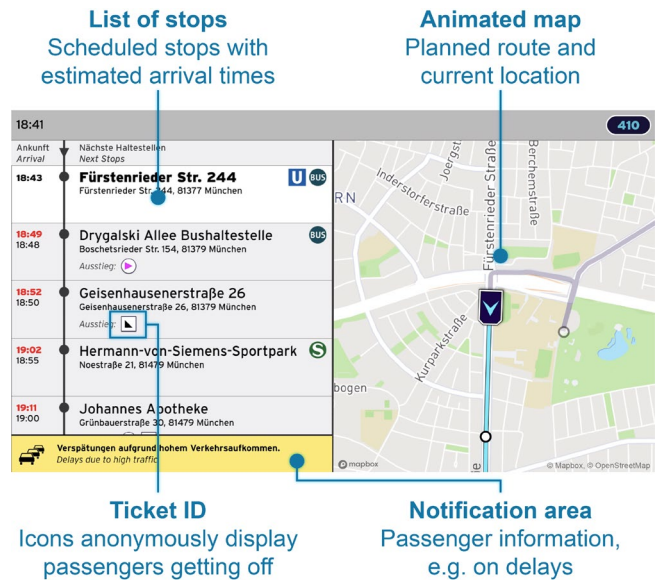 List of stops
Scheduled stops with
estimated arrival times
Animated map
Planned route and
current location
18:41
410
Ankunft
Arrival
Nächste Haltestellen
Next Stops
18:43
Fürstenrieder Str. 244
U
BUS
Fürstenrieder Str. 244, 81377 München
18:49
18:48
Drygalski Allee Bushaltestelle
BUS
Boschetsrieder Str. 154, 81379 München
Ausstieg:
18:52
18:50
Geisenhausenerstraße 26
Geisenhausenerstraße 26, 81379 München
Ausstieg:
19:02
18:55
Hermann-von-Siemens-Sportpark
S
Noestraße 21, 81479 München
19:11
19:00
Johannes Apotheke
Grünbauerstraße 30, 81479 München
Verspätungen aufgrund hohem Verkehrsaufkommen.
Delays due to high traffic
Joergst
Inderstorferstraße
Fürstenrieder Straße
Berchemstraße
RN
Kurparkstraße
bogen
ie
mapbox
© Mapbox, © OpenStreetMap
Ticket ID
Icons anonymously display
passengers getting off
Notification area
Passenger information,
e.g. on delays